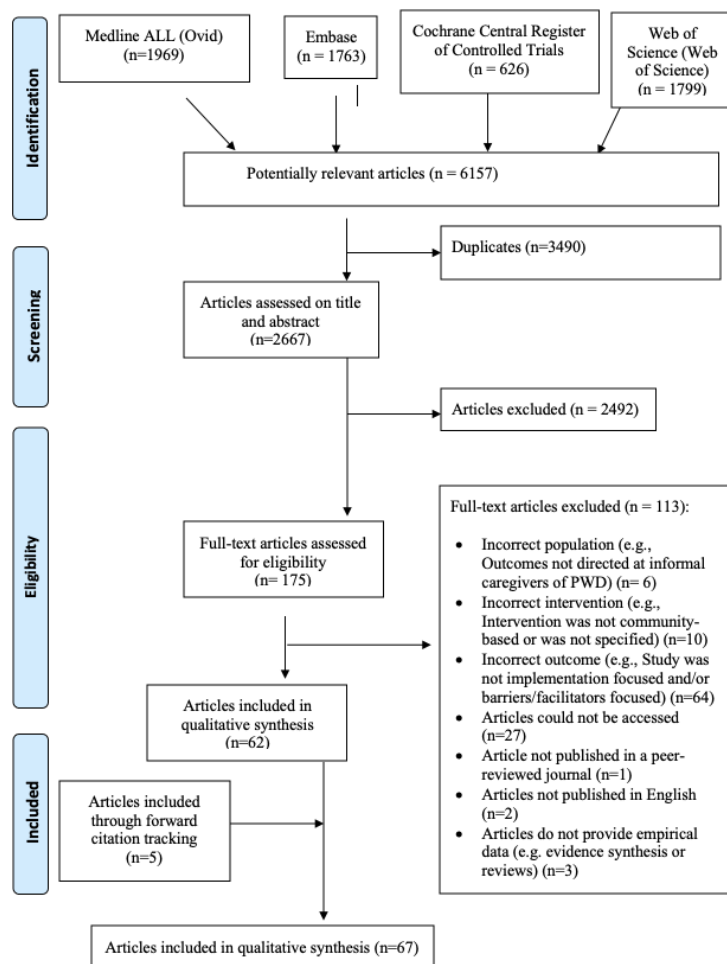 Medline ALL (Ovid)
(n=1969)
Embase
(n = 1763)
Cochrane Central Register
of Controlled Trials
(n = 626)
Web of
Science (Web
of Science)
(n = 1799)
Identification
Potentially relevant articles (n = 6157)
Duplicates (n=3490)
Screening
Articles assessed on title
and abstract
(n=2667)
Articles excluded (n = 2492)
Eligibility
Full-text articles assessed
for eligibility
(n= 175)
Full-text articles excluded (n = 113):
• Incorrect population (e.g.,
Outcomes not directed at informal
caregivers of PWD) (n= 6)
• Incorrect intervention (e.g.,
Intervention was not community-
based or was not specified) (n=10)
• Incorrect outcome (e.g., Study was
not implementation focused and/or
barriers/facilitators focused) (n=64)
• Articles could not be accessed
(n=27)
• Article not published in a peer-
reviewed journal (n=1)
• Articles not published in English
(n=2)
• Articles do not provide empirical
data (e.g. evidence synthesis or
reviews) (n=3)
Articles included in
qualitative synthesis
(n=62)
Included
Articles included
through forward
citation tracking
(n=5)
Articles included in qualitative synthesis (n=67)